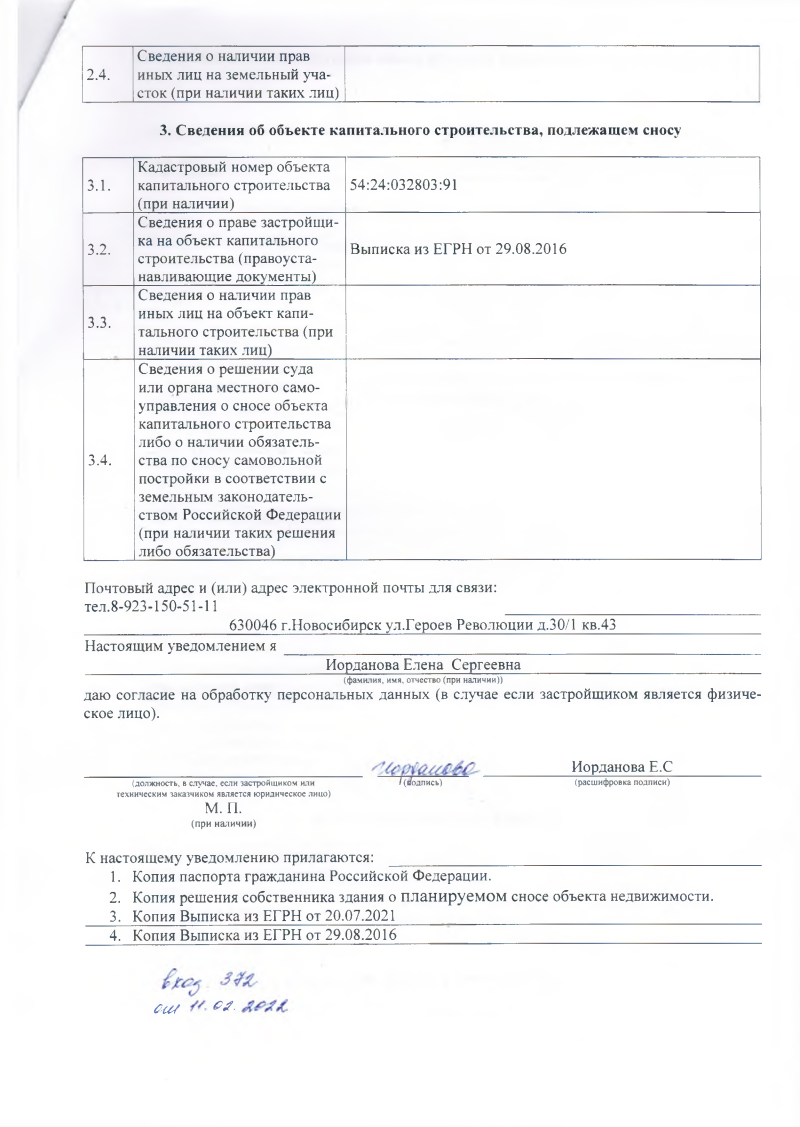 2.4.
Сведения о наличии прав
иных лиц на земельный уча-
сток (при наличии таких лиц)
3. Сведения об объекте капитального строительства, подлежашем сносу
3.1.
Кадастровый номер объекта
капитального строительства
(при наличии)
54:24:032803:91
3.2.
Сведения о праве застройщи-
ка на объект капитального
строительства (правоуста-
навливающие документы)
Выписка из ЕГРН от 29.08.2016
3.3.
Сведения о наличии прав
иных лиц на объект капи-
тального строительства (при
наличии таких лиц)
3.4.
Сведения о решении суда
или органа местного само-
управления о сносе объекта
капитального строительства
либо о наличии обязатель-
ства по сносу самовольной
постройки в соответствии с
земельным законодатель-
ством Российской Федерации
(при наличии таких решения
либо обязательства)
Почтовый адрес и (или) адрес электронной почты для связи:
тел.8-923-150-51-11
630046 г.Новосибирск ул.Героев Революции д.30/1 кв.43
Настоящим уведомлением я
Иорданова Елена Сергеевна
(фамилия, имя, отчество (при наличии))
даю согласие на обработку персональных данных (в случае если застройщиком является физиче-
ское лицо).
Иорданова
Иорданова Е.С
(должность, в случае, если застройщиком или
техническим заказчиком является юридическое лицо)
(подпись)
(расшифровка подписи)
М. П.
(при наличии)
К настоящему уведомлению прилагаются:
1. Копия паспорта гражданина Российской Федерации.
2. Копия решения собственника здания о планируемом сносе объекта недвижимости.
3. Копия Выписка из ЕГРН от 20.07.2021
4. Копия Выписка из ЕГРН от 29.08.2016
вход. 372
от 11.02.2022